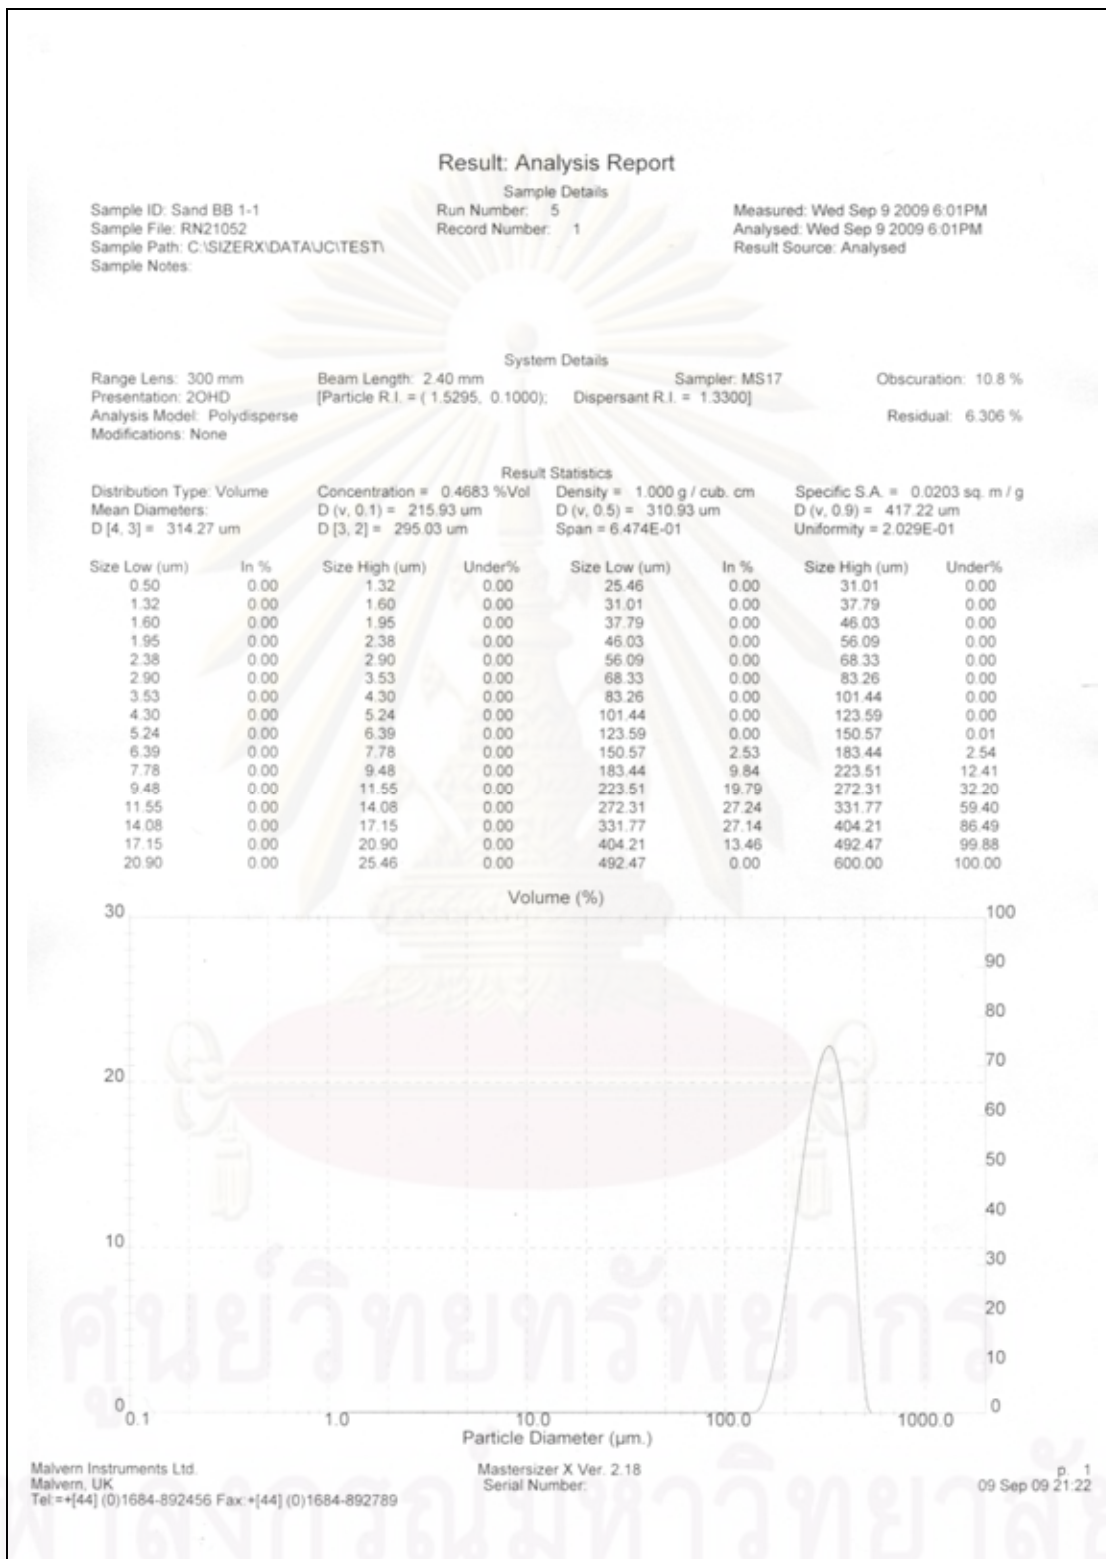 Result: Analysis Report
Sample Details
Sample ID: Sand BB 1-1 Run Number: 5 Measured: Wed Sep 9 2009 6:01PM
Sample File: RN21052 Record Number: 1 Analysed: Wed Sep 9 2009 6:01PM
Sample Path: C:\SIZERX\DATA\JC\TEST\ Result Source: Analysed
Sample Notes:
System Details
Range Lens: 300 mm Beam Length: 2.40 mm Sampler: MS17 Obscuration: 10.8 %
Presentation: 2OHD [Particle R.I. = ( 1.5295, 0.1000); Dispersant R.I. = 1.3300]
Analysis Model: Polydisperse Residual: 6.306 %
Modifications: None
Result Statistics
Distribution Type: Volume Concentration = 0.4683 %Vol Density = 1.000 g / cub. cm Specific S.A. = 0.0203 sq. m / g
Mean Diameters: D (v, 0.1) = 215.93 um D (v, 0.5) = 310.93 um D (v, 0.9) = 417.22 um
D [4, 3] = 314.27 um D [3, 2] = 295.03 um Span = 6.474E-01 Uniformity = 2.029E-01
Size Low (um) In % Size High (um) Under% Size Low (um) In % Size High (um) Under%
0.50 0.00 1.32 0.00 25.46 0.00 31.01 0.00
1.32 0.00 1.60 0.00 31.01 0.00 37.79 0.00
1.60 0.00 1.95 0.00 37.79 0.00 46.03 0.00
1.95 0.00 2.38 0.00 46.03 0.00 56.09 0.00
2.38 0.00 2.90 0.00 56.09 0.00 68.33 0.00
2.90 0.00 3.53 0.00 68.33 0.00 83.26 0.00
3.53 0.00 4.30 0.00 83.26 0.00 101.44 0.00
4.30 0.00 5.24 0.00 101.44 0.00 123.59 0.00
5.24 0.00 6.39 0.00 123.59 0.00 150.57 0.01
6.39 0.00 7.78 0.00 150.57 2.53 183.44 2.54
7.78 0.00 9.48 0.00 183.44 9.84 223.51 12.41
9.48 0.00 11.55 0.00 223.51 19.79 272.31 32.20
11.55 0.00 14.08 0.00 272.31 27.24 331.77 59.40
14.08 0.00 17.15 0.00 331.77 27.14 404.21 86.49
17.15 0.00 20.90 0.00 404.21 13.46 492.47 99.88
20.90 0.00 25.46 0.00 492.47 0.00 600.00 100.00
Volume (%)
30 100
90
80
70
20
60
50
40
10
30
20
10
0 0
0.1 1.0 10.0 100.0 1000.0
Particle Diameter (µm.)
ศูนย์วิทยทรัพยากร
Malvern Instruments Ltd. Mastersizer X Ver. 2.18 p. 1
Malvern, UK Serial Number: 09 Sep 09 21:22
Tel:=+[44] (0)1684-892456 Fax:+[44] (0)1684-892789